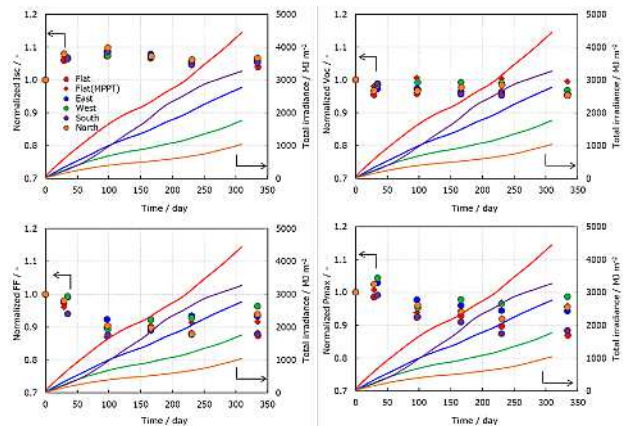 Normalized Isc / -
1.2
1.1
1.0
0.9
0.8
0.7
Flat
Flat(MPPT)
East
West
South
North
0 50 100 150 200 250 300 350
Time / day
5000
4000
3000
2000
1000
0
Total irradiance / MJ m⁻²
Normalized Voc / -
1.2
1.1
1.0
0.9
0.8
0.7
0 50 100 150 200 250 300 350
Time / day
5000
4000
3000
2000
1000
0
Total irradiance / MJ m⁻²
Normalized FF / -
1.2
1.1
1.0
0.9
0.8
0.7
0 50 100 150 200 250 300 350
Time / day
5000
4000
3000
2000
1000
0
Total irradiance / MJ m⁻²
Normalized Pmax / -
1.2
1.1
1.0
0.9
0.8
0.7
0 50 100 150 200 250 300 350
Time / day
5000
4000
3000
2000
1000
0
Total irradiance / MJ m⁻²